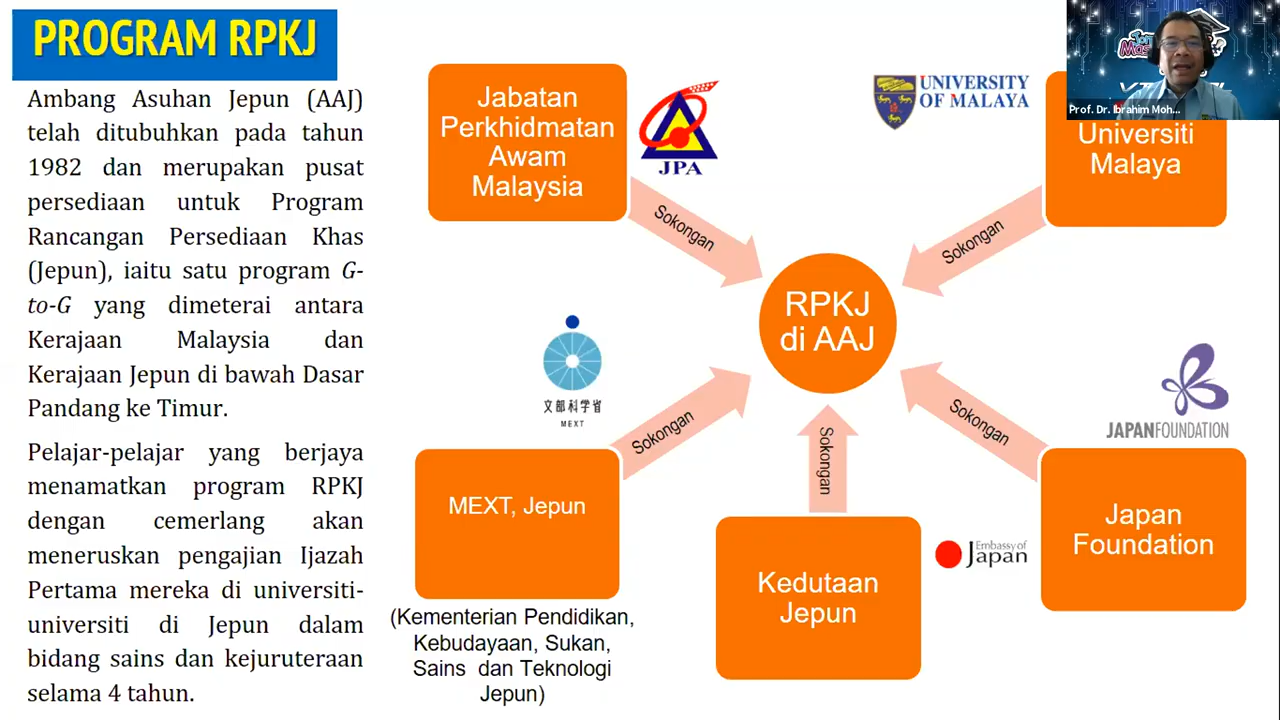 PROGRAM RPKJ
Ambang Asuhan Jepun (AAJ)
telah ditubuhkan pada tahun
1982 dan merupakan pusat
persediaan untuk Program
Rancangan Persediaan Khas
(Jepun), iaitu satu program G-
to-G yang dimeterai antara
Kerajaan Malaysia dan
Kerajaan Jepun di bawah Dasar
Pandang ke Timur.
Pelajar-pelajar yang berjaya
menamatkan program RPKJ
dengan cemerlang akan
meneruskan pengajian Ijazah
Pertama mereka di universiti-
universiti di Jepun dalam
bidang sains dan kejuruteraan
selama 4 tahun.
Jabatan
Perkhidmatan
Awam
Malaysia
JPA
UNIVERSITY
OF MALAYA
Prof. Dr. Ibrahim Moh...
Universiti
Malaya
Sokongan
Sokongan
RPKJ
di AAJ
文部科学省
MEXT
JAPANFOUNDATION
Sokongan
Sokongan
Sokongan
MEXT, Jepun
(Kementerian Pendidikan,
Kebudayaan, Sukan,
Sains dan Teknologi
Jepun)
Kedutaan
Jepun
Embassy of
Japan
Japan
Foundation